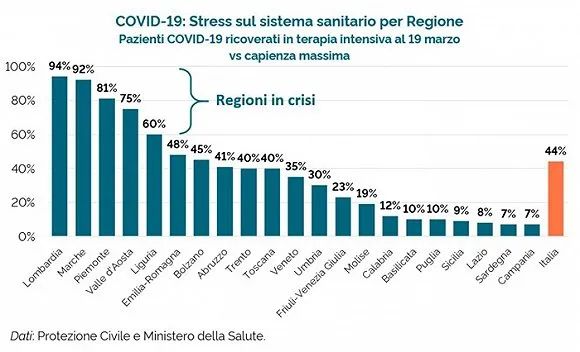 COVID-19: Stress sul sistema sanitario per Regione
Pazienti COVID-19 ricoverati in terapia intensiva al 19 marzo
vs capienza massima
100%
80%
60%
40%
20%
0%
94%
92%
81%
75%
60%
48%
45%
41%
40%
40%
35%
30%
23%
19%
12%
10%
10%
9%
8%
7%
7%
44%
Regioni in crisi
Lombardia
Marche
Piemonte
Valle d'Aosta
Liguria
Emilia-Romagna
Bolzano
Abruzzo
Trento
Toscana
Veneto
Umbria
Friuli-Venezia Giulia
Molise
Calabria
Basilicata
Puglia
Sicilia
Lazio
Sardegna
Campania
Italia
Dati: Protezione Civile e Ministero della Salute.